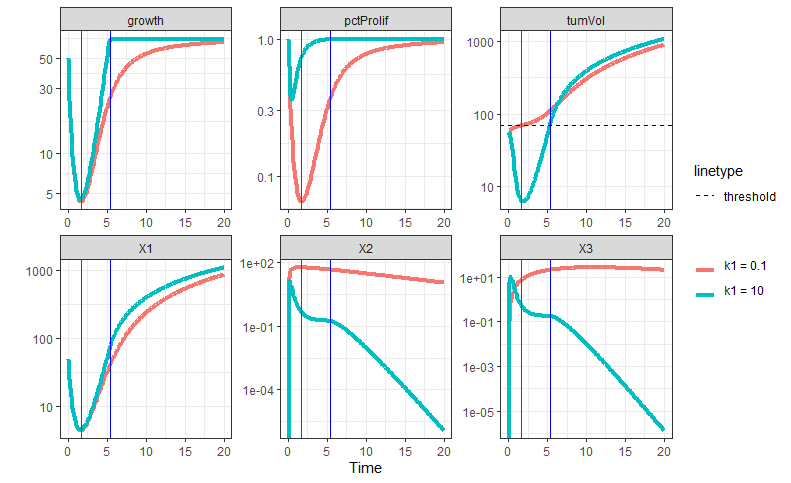 growth
pctProlif
tumVol
50
30
10
5
1.0
0.3
0.1
1000
100
10
0 5 10 15 20
0 5 10 15 20
0 5 10 15 20
linetype
threshold
k1 = 0.1
k1 = 10
X1
X2
X3
1000
100
10
1e+02
1e-01
1e-04
1e+01
1e-01
1e-03
1e-05
0 5 10 15 20
0 5 10 15 20
0 5 10 15 20
Time